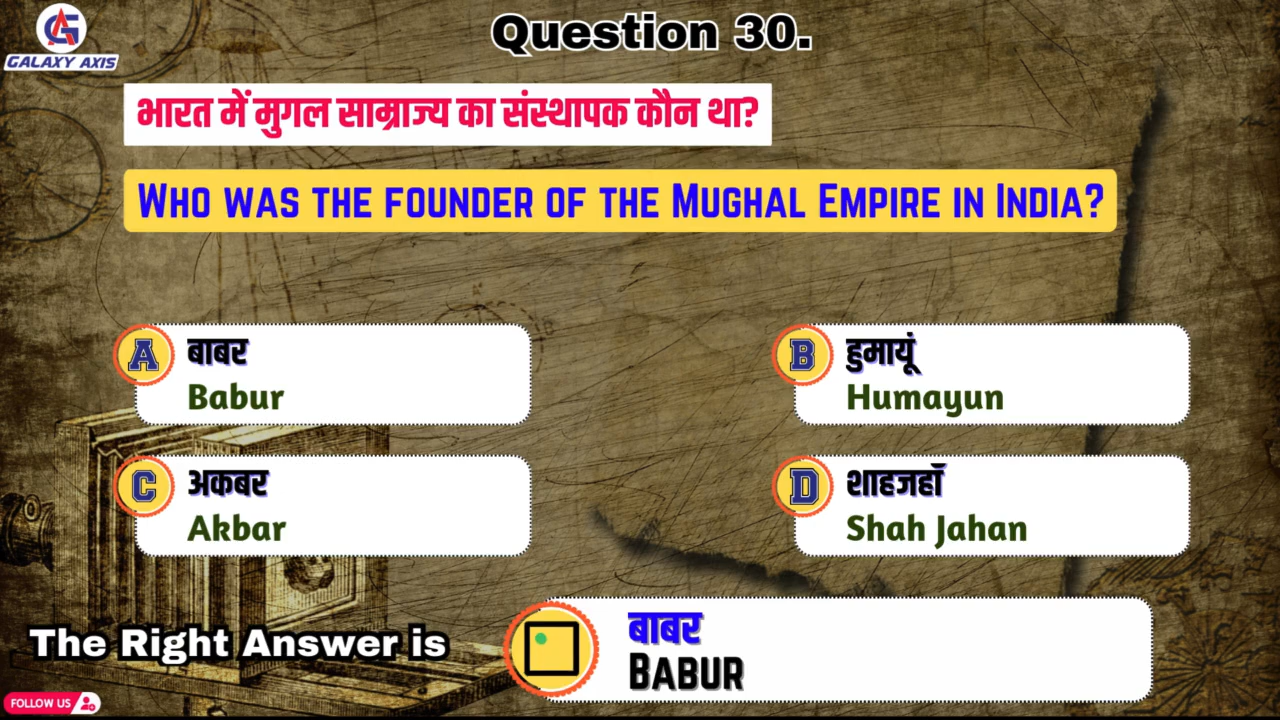 GALAXY AXIS
Question 30.
भारत में मुगल साम्राज्य का संस्थापक कौन था?
WHO WAS THE FOUNDER OF THE MUGHAL EMPIRE IN INDIA?
A
बाबर
Babur
B
हुमायूं
Humayun
C
अकबर
Akbar
D
शाहजहाँ
Shah Jahan
The Right Answer is
बाबर
BABUR
FOLLOW US